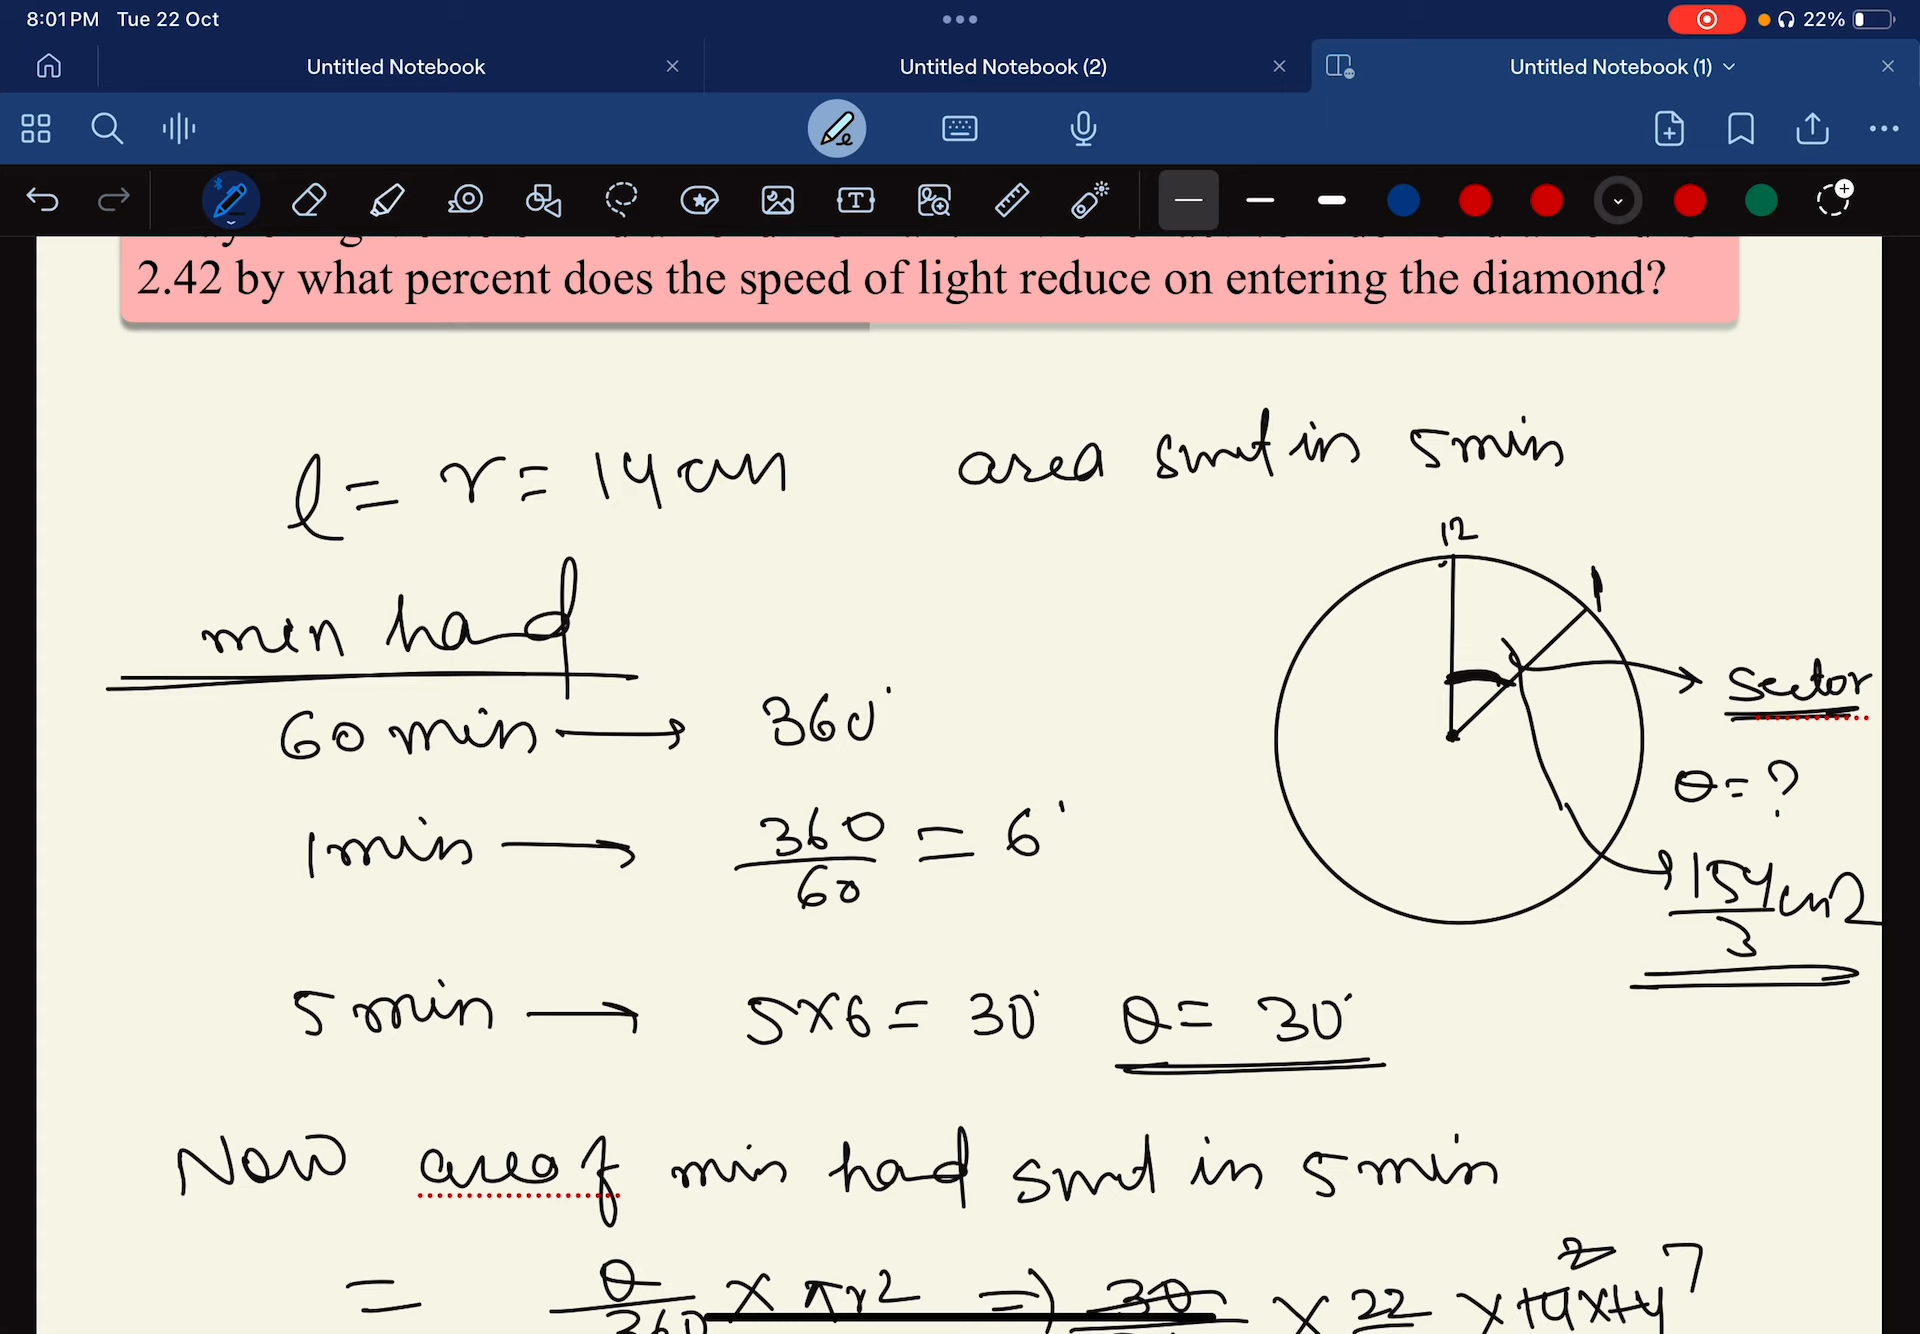 8:01 PM Tue 22 Oct
22%
Untitled Notebook
Untitled Notebook (2)
Untitled Notebook (1)
2.42 by what percent does the speed of light reduce on entering the diamond?
l = r = 14 cm
area swept in 5 min
12
1
min hand
60 min → 360°
sector
θ = ?
1 min → 360/60 = 6°
154/3 cm2
5 min → 5×6 = 30° θ = 30°
Now area of min hand swept in 5 min
= θ/360 × πr2 ⇒ 30 × 22 × 14×14 2 7